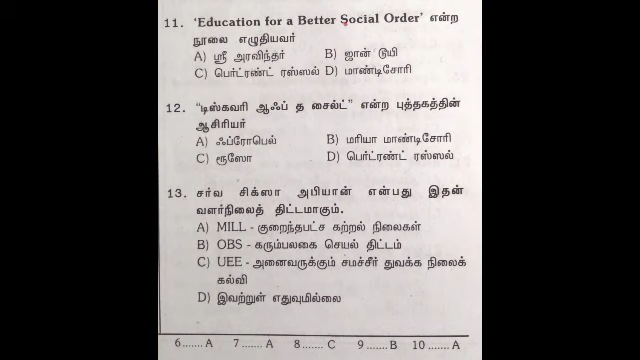 11. ‘Education for a Better Social Order’ என்ற
நூலை எழுதியவர்
A) ஸ்ரீ அரவிந்தர் B) ஜான் டூயி
C) பெர்ட்ரண்ட் ரஸ்ஸல் D) மாண்டிசோரி
12. “டிஸ்கவரி ஆஃப் த சைல்ட்” என்ற புத்தகத்தின்
ஆசிரியர்
A) ஃப்ரோபெல் B) மரியா மாண்டிசோரி
C) ரூஸோ D) பெர்ட்ரண்ட் ரஸ்ஸல்
13. சர்வ சிக்ஸா அபியான் என்பது இதன்
வளர்நிலைத் திட்டமாகும்.
A) MILL - குறைந்தபட்ச கற்றல் நிலைகள்
B) OBS - கரும்பலகை செயல் திட்டம்
C) UEE - அனைவருக்கும் சமச்சீர் துவக்க நிலைக்
கல்வி
D) இவற்றுள் எதுவுமில்லை
6....... A 7....... A 8....... C 9....... B 10 ....... A